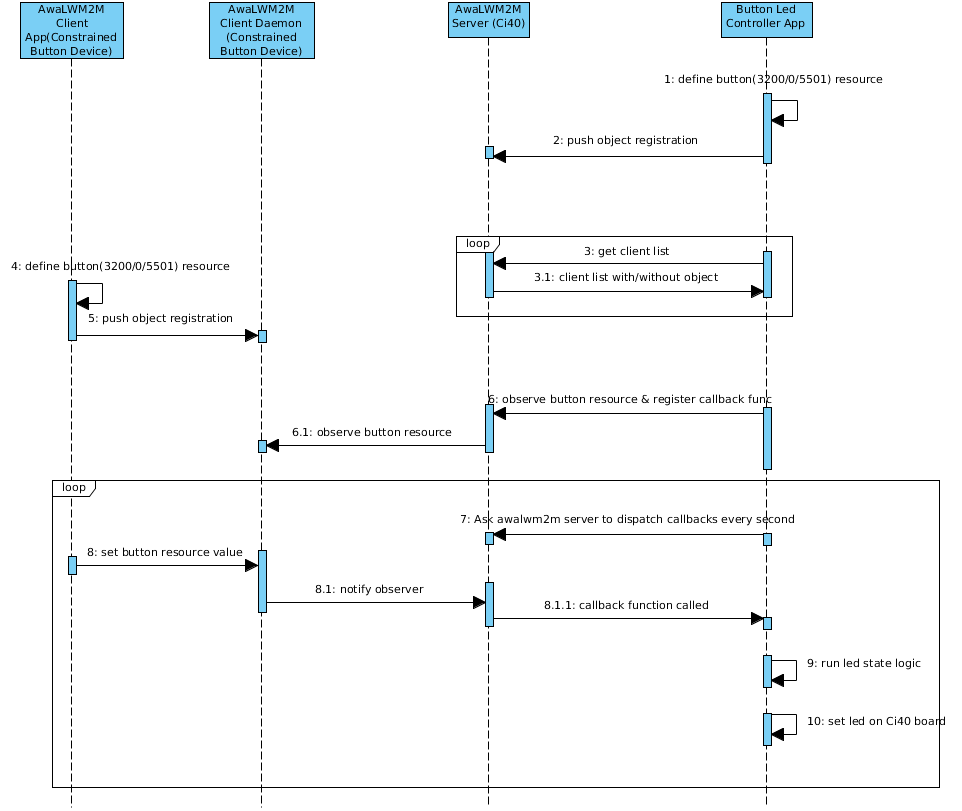 AwaLWM2M
Client
App(Constrained
Button Device)
AwaLWM2M
Client Daemon
(Constrained
Button Device)
AwaLWM2M
Server (Ci40)
Button Led
Controller App
1: define button(3200/0/5501) resource
2: push object registration
loop
3: get client list
3.1: client list with/without object
4: define button(3200/0/5501) resource
5: push object registration
6: observe button resource & register callback func
6.1: observe button resource
loop
7: Ask awalwm2m server to dispatch callbacks every second
8: set button resource value
8.1: notify observer
8.1.1: callback function called
9: run led state logic
10: set led on Ci40 board